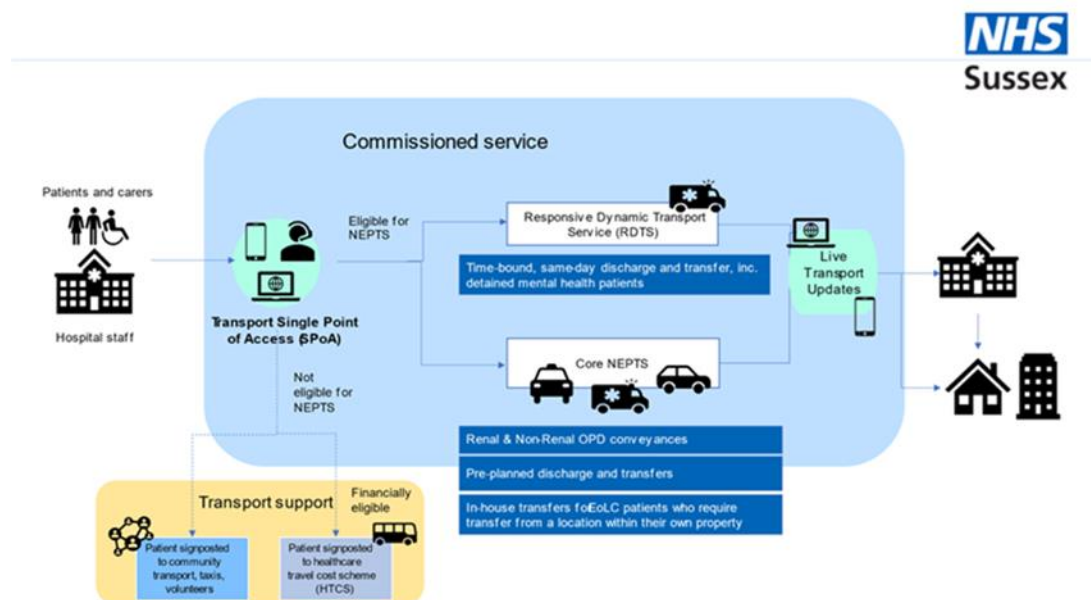 NHS
Sussex
Commissioned service
Patients and carers
Hospital staff
Transport Single Point
of Access (SPoA)
Eligible for
NEPTS
Not
eligible for
NEPTS
Responsive Dynamic Transport
Service (RDTS)
Time-bound, same-day discharge and transfer, inc.
detained mental health patients
Core NEPTS
Renal & Non-Renal OPD conveyances
Pre-planned discharge and transfers
In-house transfers foEoLC patients who require
transfer from a location within their own property
Live
Transport
Updates
Transport support
Financially
eligible
Patient signposted
to community
transport, taxis,
volunteers
Patient signposted
to healthcare
travel cost scheme
(HTCS)